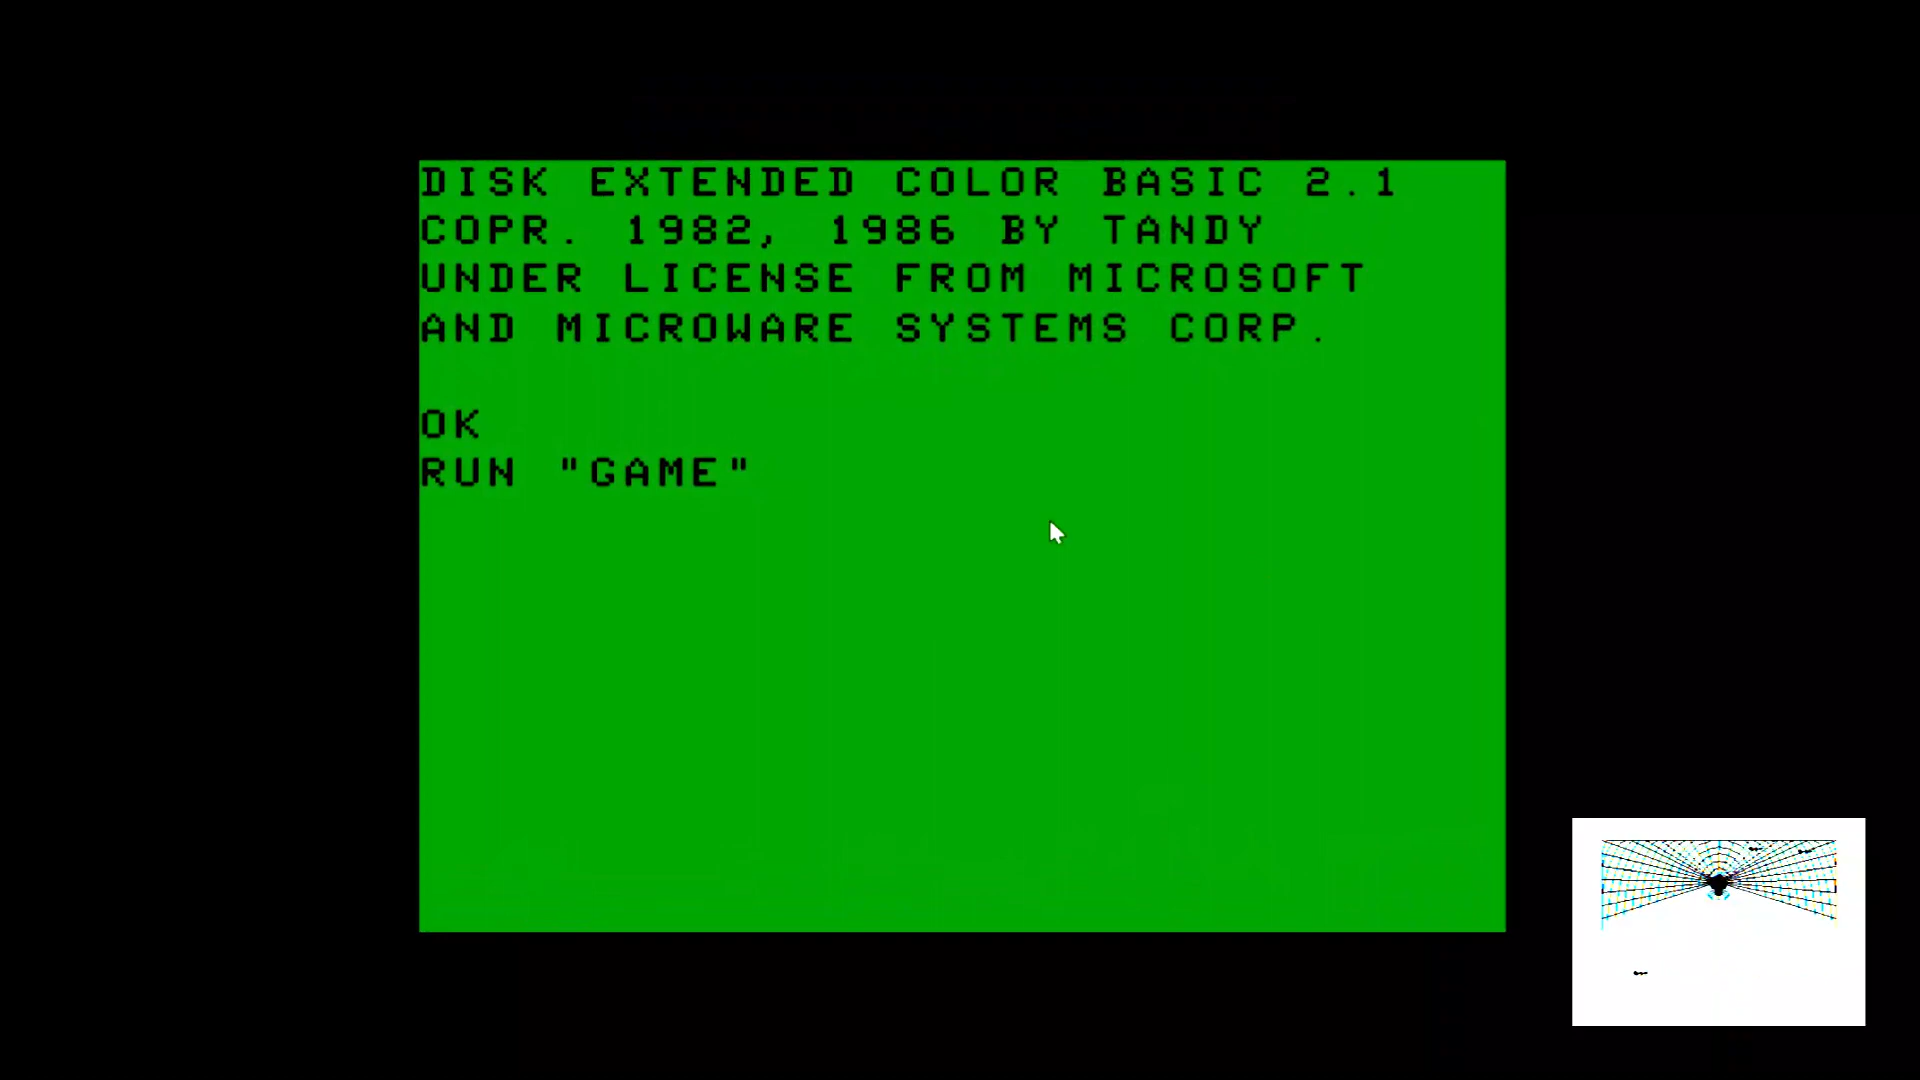 DISK EXTENDED COLOR BASIC 2.1
COPR. 1982, 1986 BY TANDY
UNDER LICENSE FROM MICROSOFT
AND MICROWARE SYSTEMS CORP.
OK
RUN "GAME"